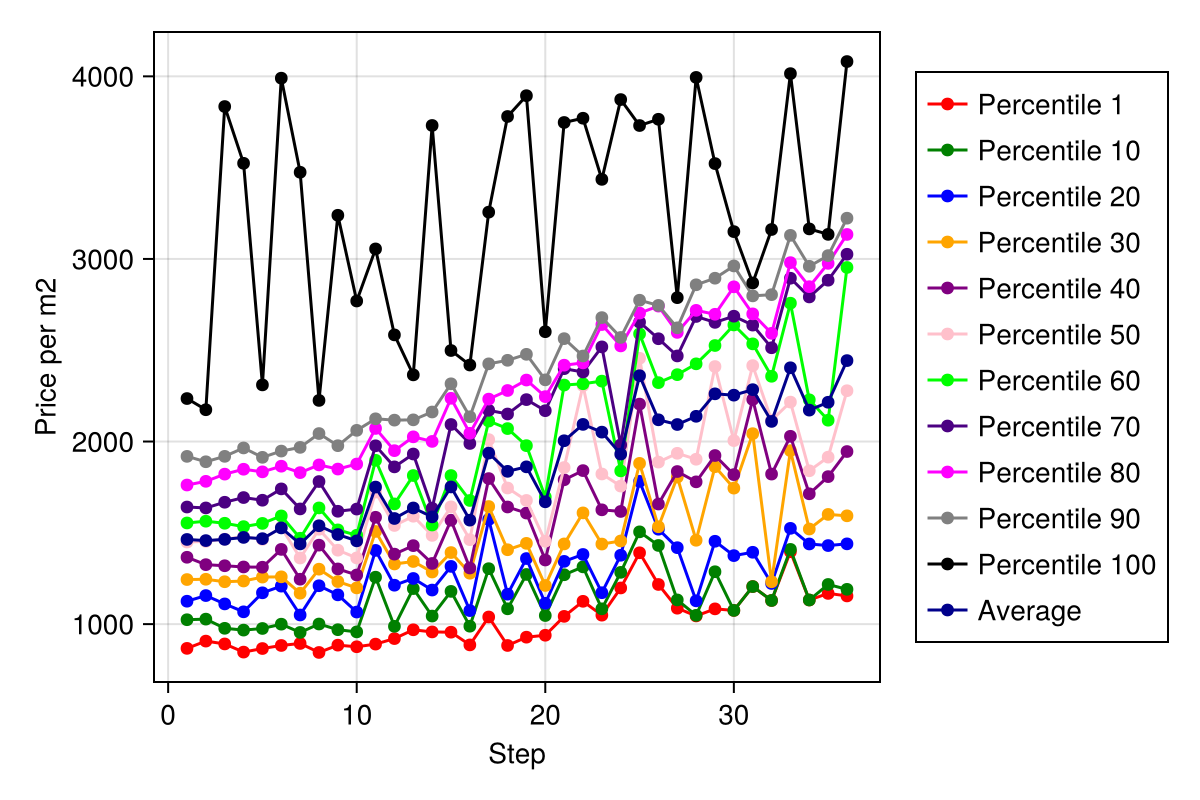 4000
3000
2000
1000
Price per m2
0 10 20 30
Step
Percentile 1
Percentile 10
Percentile 20
Percentile 30
Percentile 40
Percentile 50
Percentile 60
Percentile 70
Percentile 80
Percentile 90
Percentile 100
Average